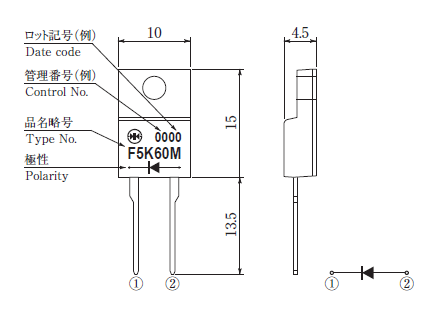 ロット記号(例)
Date code
管理番号(例)
Control No.
品名略号
Type No.
極性
Polarity
10
4.5
15
13.5
0000
F5K60M
① ②
① ②